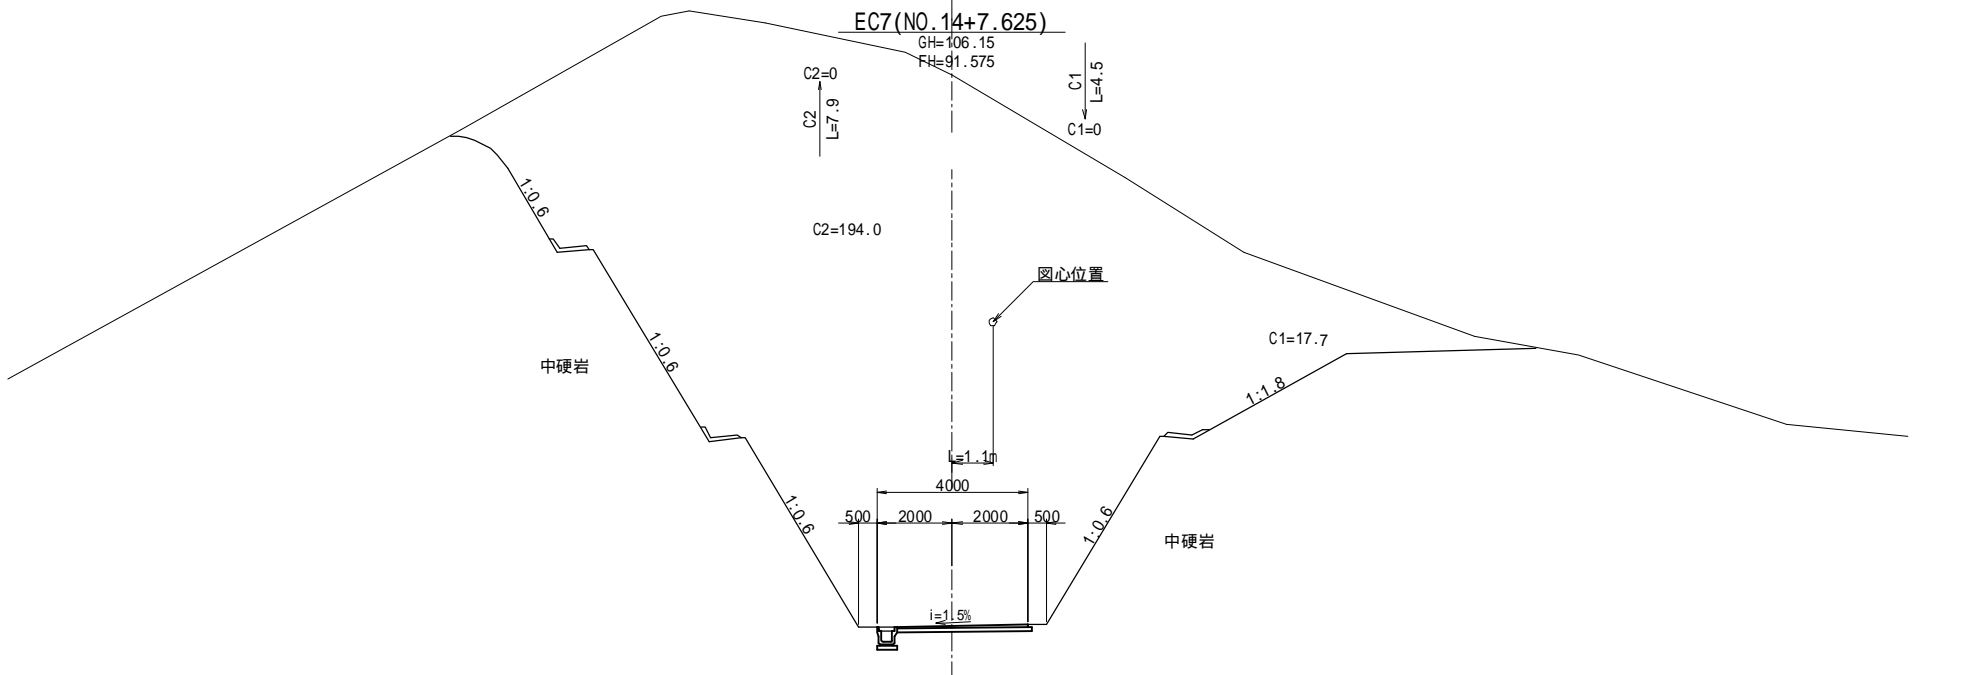 EC7(NO.14+7.625)
GH=106.15
FH=91.575
C2=0
C2
L=7.9
C1
L=4.5
C1=0
1:0.6
C2=194.0
図心位置
C1=17.7
1:0.6
中硬岩
1:1.8
L=1.1m
4000
500
2000
2000
500
1:0.6
1:0.6
中硬岩
i=1.5%